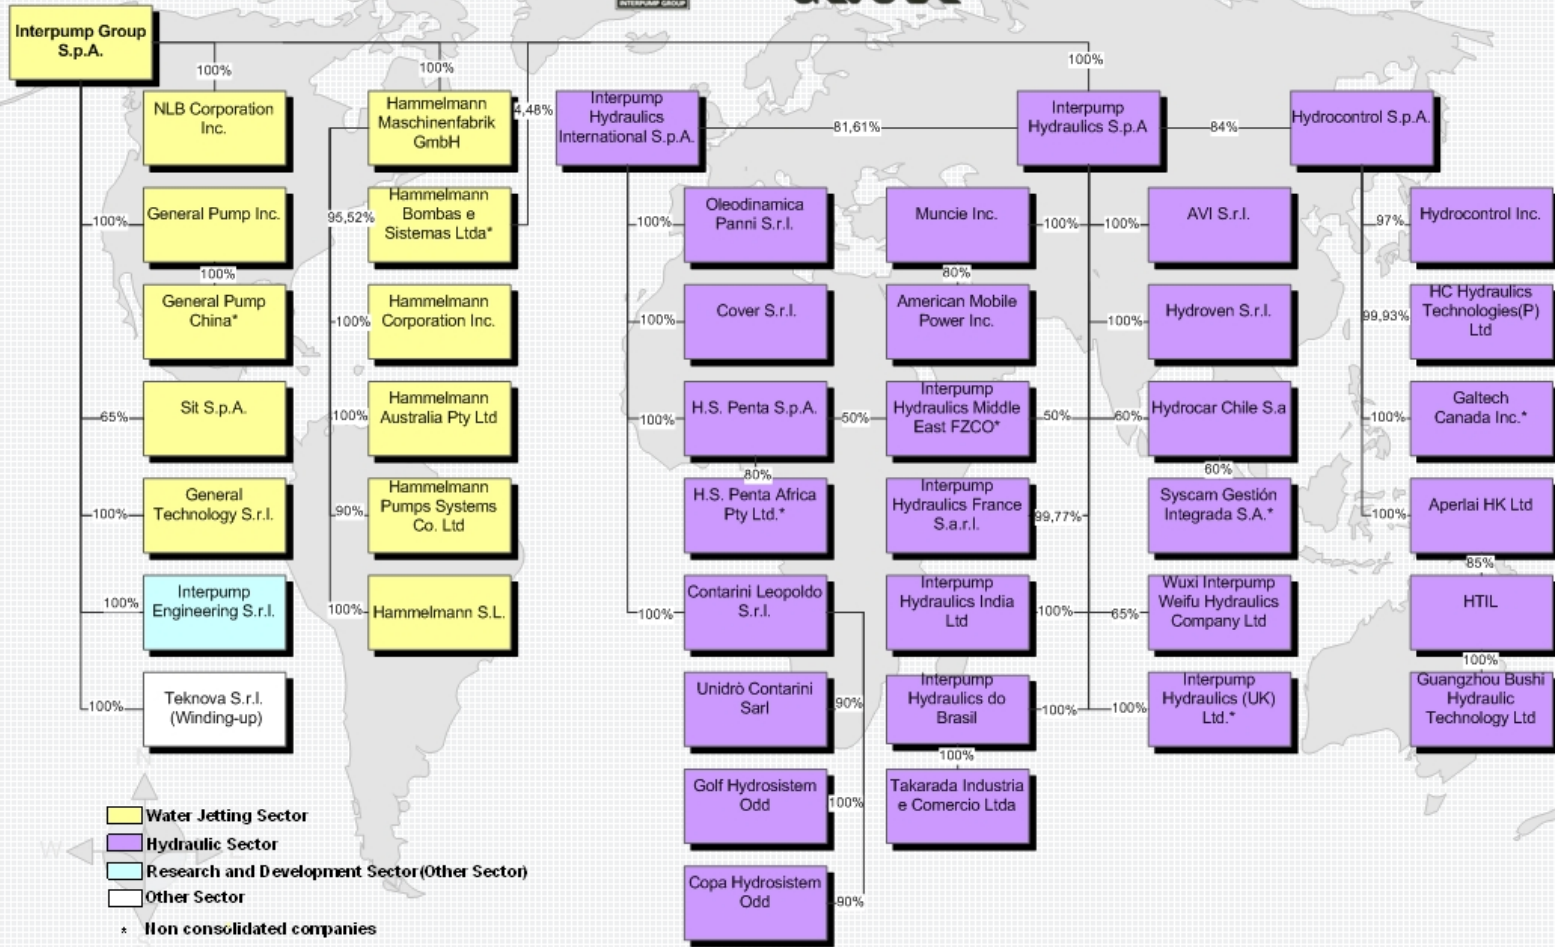 INTERPUMP GROUP
Interpump Group
S.p.A.
100%
100%
100%
NLB Corporation
Inc.
Hammelmann
Maschinenfabrik
GmbH
4,48%
Interpump
Hydraulics
International S.p.A.
81,61%
Interpump
Hydraulics S.p.A
84%
Hydrocontrol S.p.A.
100%
General Pump Inc.
95,52%
Hammelmann
Bombas e
Sistemas Ltda*
100%
Oleodinamica
Panni S.r.l.
Muncie Inc.
100%
100%
AVI S.r.l.
97%
Hydrocontrol Inc.
100%
80%
General Pump
China*
100%
Hammelmann
Corporation Inc.
100%
Cover S.r.l.
American Mobile
Power Inc.
100%
Hydroven S.r.l.
99,93%
HC Hydraulics
Technologies(P)
Ltd
65%
Sit S.p.A.
100%
Hammelmann
Australia Pty Ltd
100%
H.S. Penta S.p.A.
50%
Interpump
Hydraulics Middle
East FZCO*
50%
60%
Hydrocar Chile S.a
100%
Galtech
Canada Inc.*
80%
60%
100%
General
Technology S.r.l.
90%
Hammelmann
Pumps Systems
Co. Ltd
H.S. Penta Africa
Pty Ltd.*
Interpump
Hydraulics France
S.a.r.l.
99,77%
Syscam Gestión
Integrada S.A.*
100%
Aperlai HK Ltd
85%
100%
Interpump
Engineering S.r.l.
100%
Hammelmann S.L.
100%
Contarini Leopoldo
S.r.l.
Interpump
Hydraulics India
Ltd
100%
65%
Wuxi Interpump
Weifu Hydraulics
Company Ltd
HTIL
100%
100%
Teknova S.r.l.
(Winding-up)
Unidrò Contarini
Sarl
90%
Interpump
Hydraulics do
Brasil
100%
100%
Interpump
Hydraulics (UK)
Ltd.*
Guangzhou Bushi
Hydraulic
Technology Ltd
100%
Golf Hydrosistem
Odd
100%
Takarada Industria
e Comercio Ltda
Copa Hydrosistem
Odd
90%
N
W
Water Jetting Sector
Hydraulic Sector
Research and Development Sector(Other Sector)
Other Sector
* Non consolidated companies